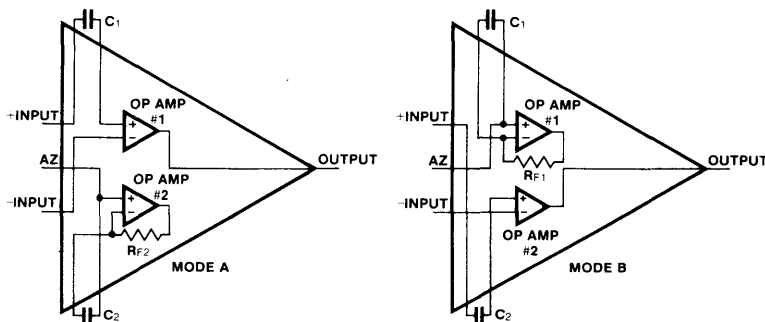 C1
+INPUT
OP AMP
#1
AZ
OUTPUT
OP AMP
#2
-INPUT
RF2
MODE A
C2
C1
+INPUT
OP AMP
#1
AZ
RF1
OUTPUT
-INPUT
OP AMP
#2
MODE B
C2